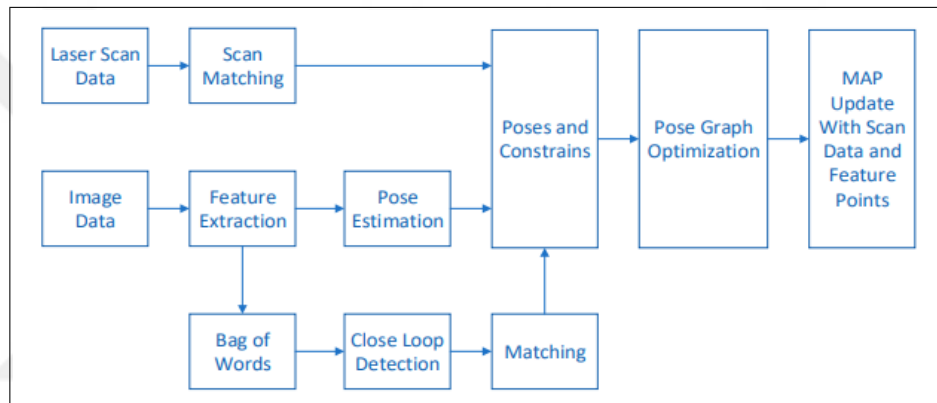 Laser Scan
Data
Scan
Matching
Poses and
Constrains
Pose Graph
Optimization
MAP
Update
With Scan
Data and
Feature
Points
Image
Data
Feature
Extraction
Pose
Estimation
Bag of
Words
Close Loop
Detection
Matching